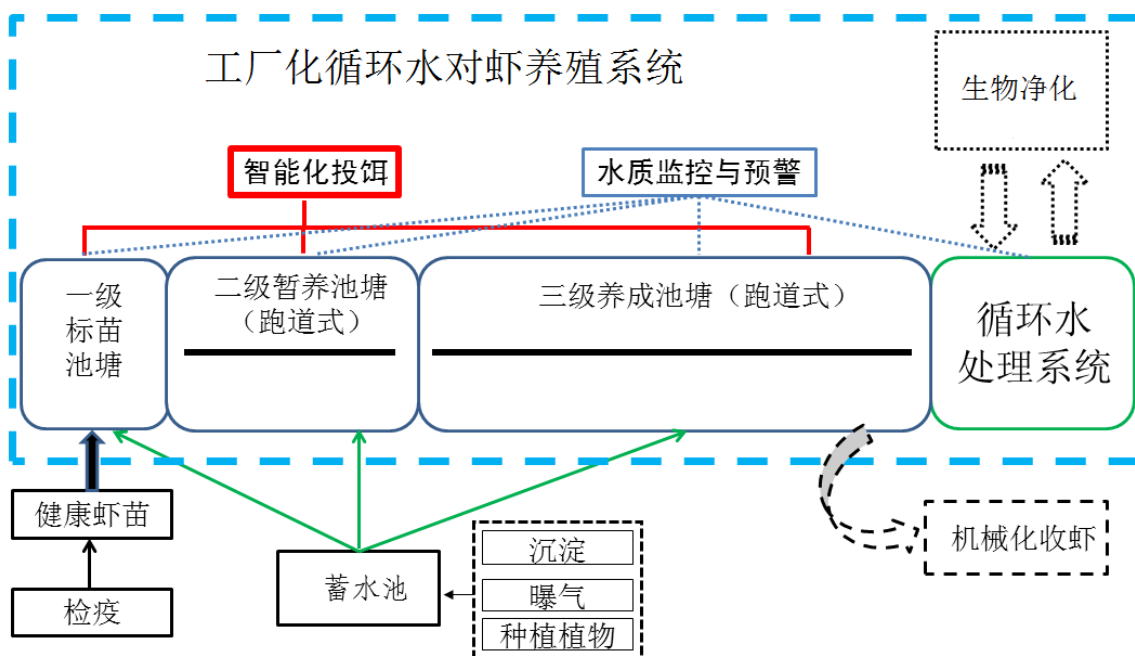 工厂化循环水对虾养殖系统
生物净化
智能化投饵
水质监控与预警
一级
标苗
池塘
二级暂养池塘
（跑道式）
三级养成池塘（跑道式）
循环水
处理系统
健康虾苗
检疫
蓄水池
沉淀
曝气
种植植物
机械化收虾